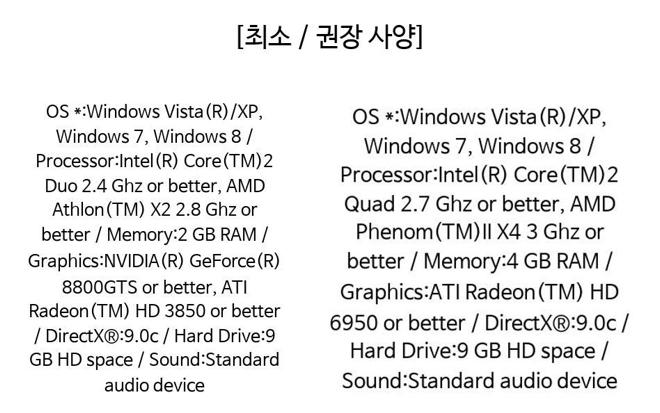 [최소 / 권장 사양]
OS *:Windows Vista(R)/XP,
Windows 7, Windows 8 /
Processor:Intel(R) Core(TM)2
Duo 2.4 Ghz or better, AMD
Athlon(TM) X2 2.8 Ghz or
better / Memory:2 GB RAM /
Graphics:NVIDIA(R) GeForce(R)
8800GTS or better, ATI
Radeon(TM) HD 3850 or better
/ DirectX®:9.0c / Hard Drive:9
GB HD space / Sound:Standard
audio device
OS *:Windows Vista(R)/XP,
Windows 7, Windows 8 /
Processor:Intel(R) Core(TM)2
Quad 2.7 Ghz or better, AMD
Phenom(TM)II X4 3 Ghz or
better / Memory:4 GB RAM /
Graphics:ATI Radeon(TM) HD
6950 or better / DirectX®:9.0c /
Hard Drive:9 GB HD space /
Sound:Standard audio device